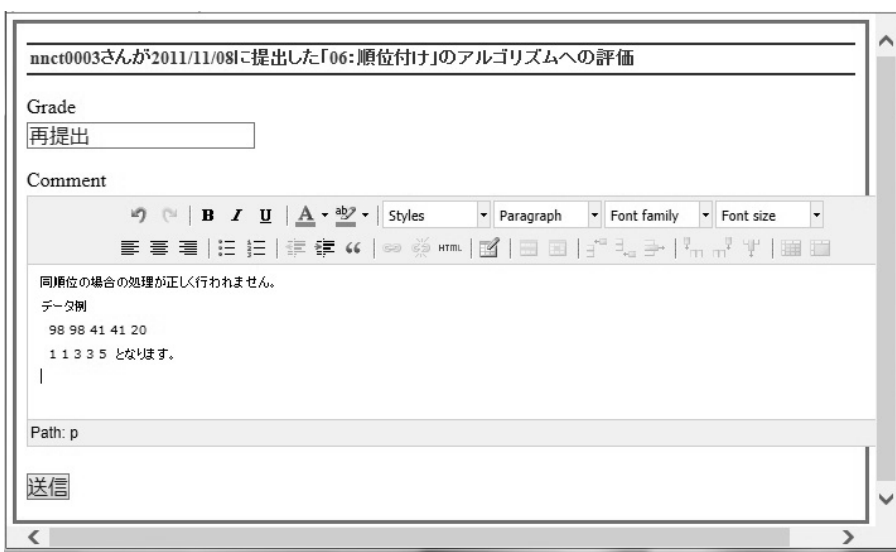 nnct0003さんが2011/11/08に提出した「06:順位付け」のアルゴリズムへの評価
Grade
再提出
Comment
B I U A ab Styles Paragraph Font family Font size
HTML
同順位の場合の処理が正しく行われません。
データ例
98 98 41 41 20
1 1 3 3 5 となります。
Path: p
送信